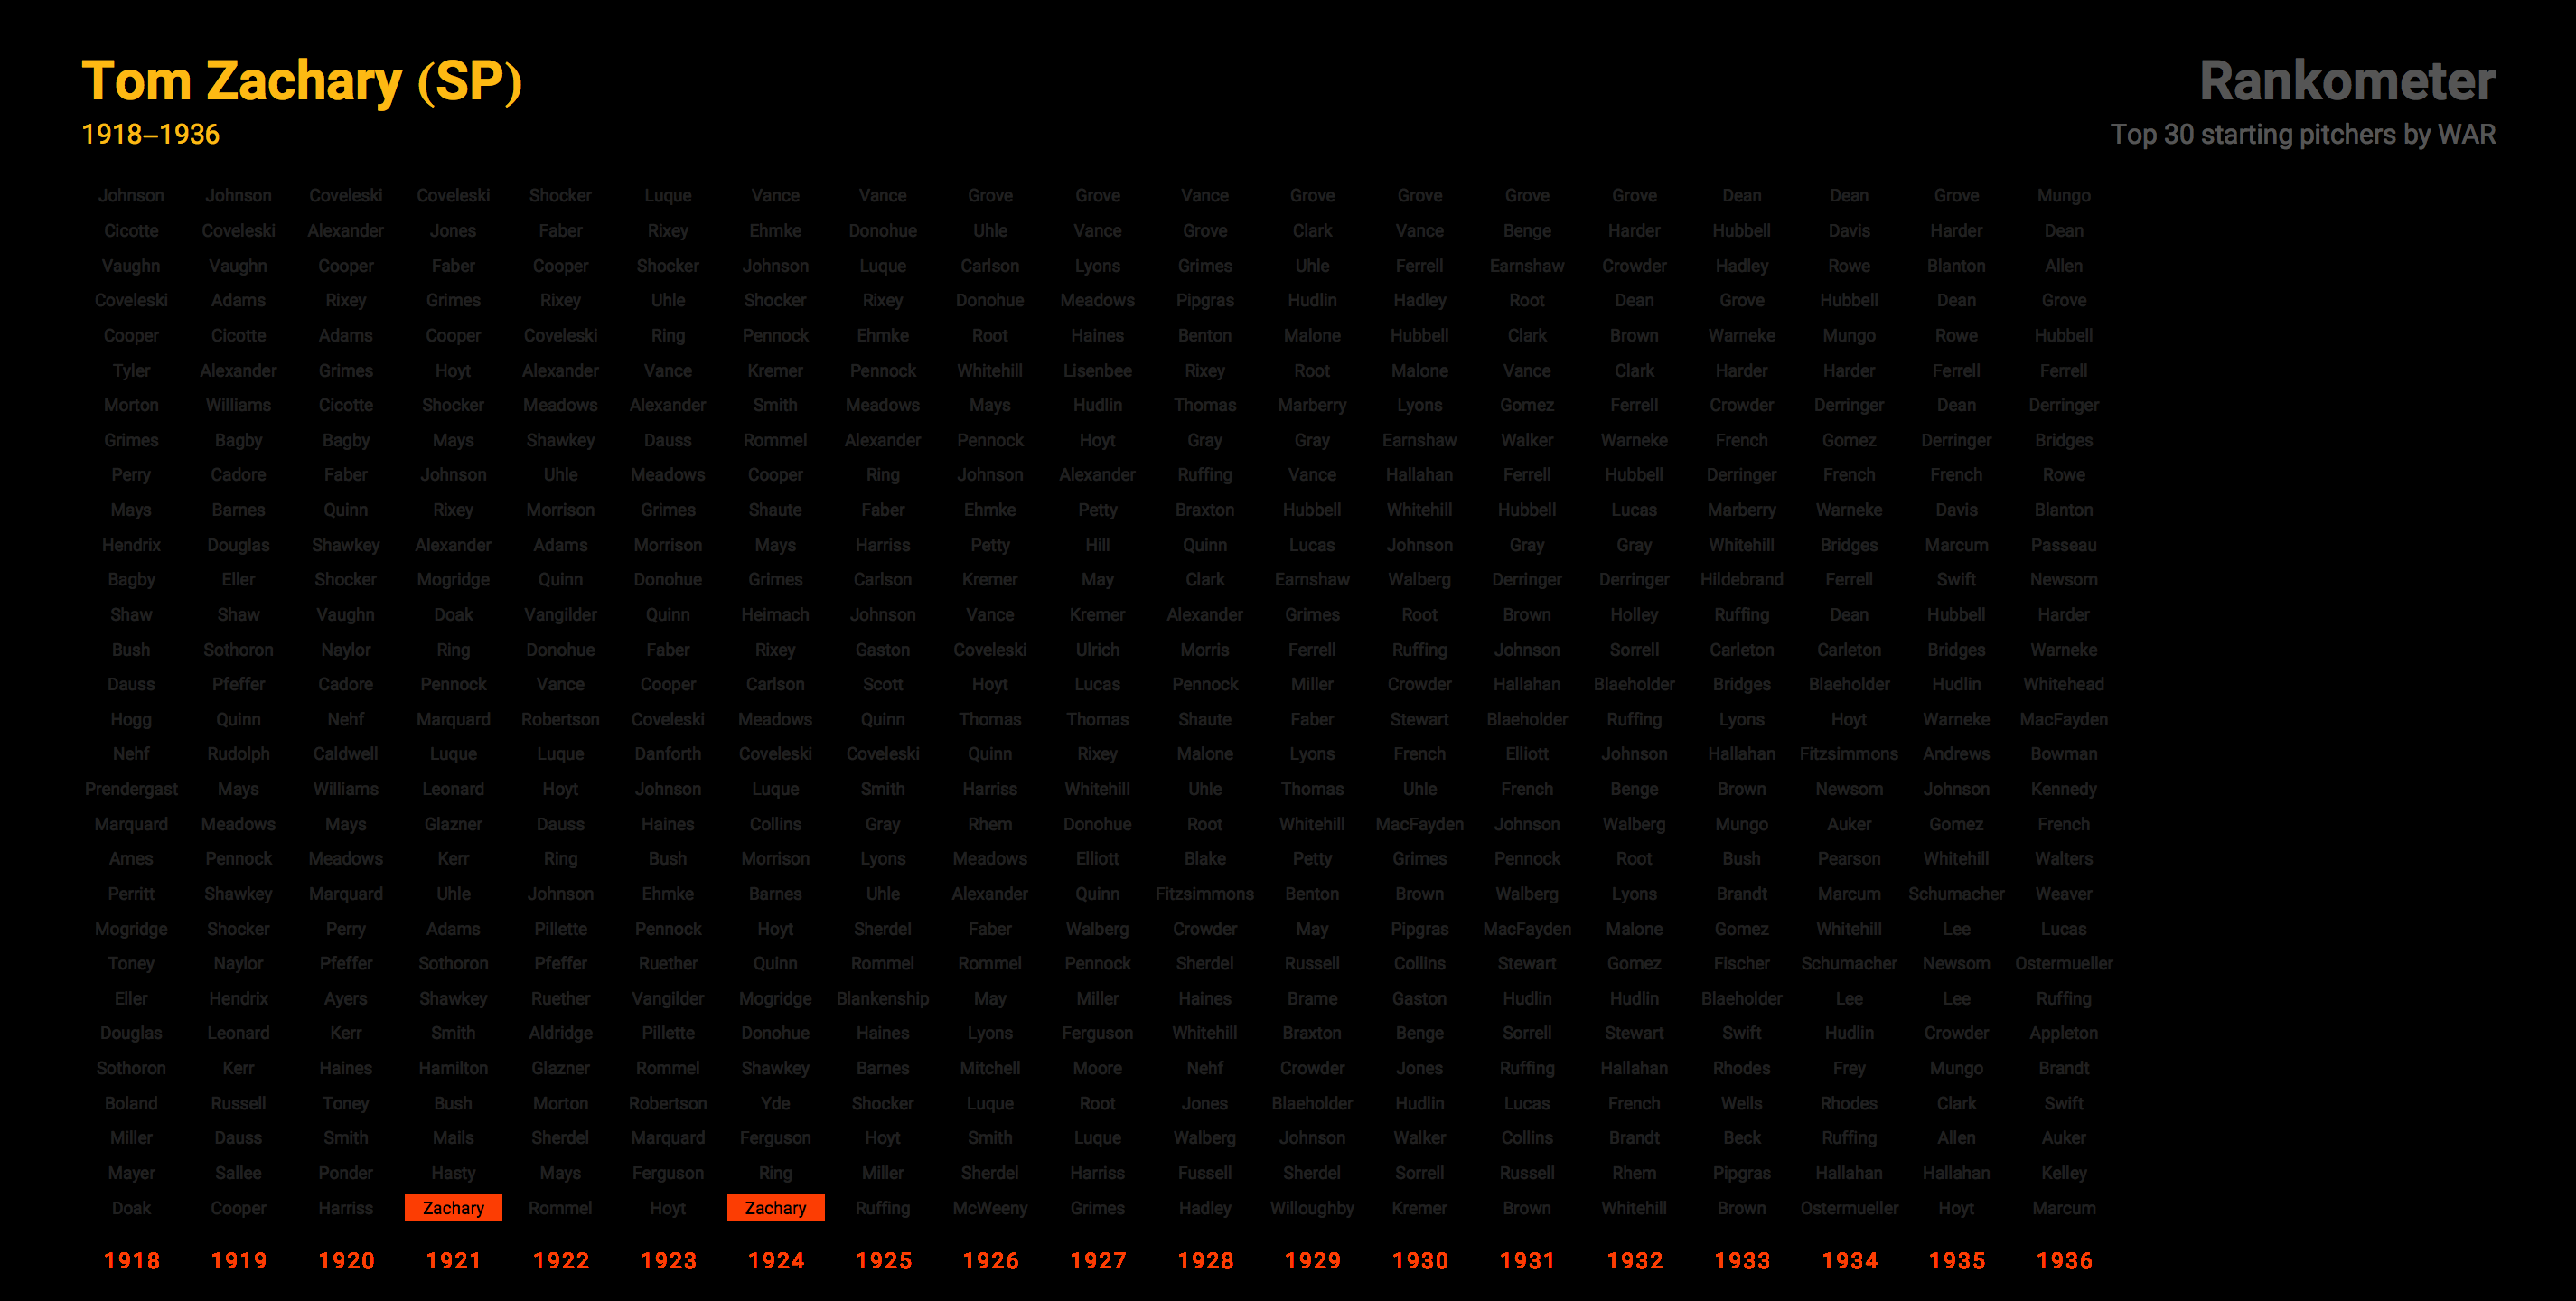 Tom Zachary (SP)
1918–1936
Rankometer
Top 30 starting pitchers by WAR
Johnson Johnson Coveleski Coveleski Shocker Luque Vance Vance Grove Grove Vance Grove Grove Grove Grove Dean Dean Grove Mungo
Cicotte Coveleski Alexander Jones Faber Rixey Ehmke Donohue Uhle Vance Grove Clark Vance Benge Harder Hubbell Davis Harder Dean
Vaughn Vaughn Cooper Faber Cooper Shocker Johnson Luque Carlson Lyons Grimes Uhle Ferrell Earnshaw Crowder Hadley Rowe Blanton Allen
Coveleski Adams Rixey Grimes Rixey Uhle Shocker Rixey Donohue Meadows Pipgras Hudlin Hadley Root Dean Grove Hubbell Dean Grove
Cooper Cicotte Adams Cooper Coveleski Ring Pennock Ehmke Root Haines Benton Malone Hubbell Clark Brown Warneke Mungo Rowe Hubbell
Tyler Alexander Grimes Hoyt Alexander Vance Kremer Pennock Whitehill Lisenbee Rixey Root Malone Vance Clark Harder Harder Ferrell Ferrell
Morton Williams Cicotte Shocker Meadows Alexander Smith Meadows Mays Hudlin Thomas Marberry Lyons Gomez Ferrell Crowder Derringer Dean Derringer
Grimes Bagby Bagby Mays Shawkey Dauss Rommel Alexander Pennock Hoyt Gray Gray Earnshaw Walker Warneke French Gomez Derringer Bridges
Perry Cadore Faber Johnson Uhle Meadows Cooper Ring Johnson Alexander Ruffing Vance Hallahan Ferrell Hubbell Derringer French French Rowe
Mays Barnes Quinn Rixey Morrison Grimes Shaute Faber Ehmke Petty Braxton Hubbell Whitehill Hubbell Lucas Marberry Warneke Davis Blanton
Hendrix Douglas Shawkey Alexander Adams Morrison Mays Harriss Petty Hill Quinn Lucas Johnson Gray Gray Whitehill Bridges Marcum Passeau
Bagby Eller Shocker Mogridge Quinn Donohue Grimes Carlson Kremer May Clark Earnshaw Walberg Derringer Derringer Hildebrand Ferrell Swift Newsom
Shaw Shaw Vaughn Doak Vangilder Quinn Heimach Johnson Vance Kremer Alexander Grimes Root Brown Holley Ruffing Dean Hubbell Harder
Bush Sothoron Naylor Ring Donohue Faber Rixey Gaston Coveleski Ulrich Morris Ferrell Ruffing Johnson Sorrell Carleton Carleton Bridges Warneke
Dauss Pfeffer Cadore Pennock Vance Cooper Carlson Scott Hoyt Lucas Pennock Miller Crowder Hallahan Blaeholder Bridges Blaeholder Hudlin Whitehead
Hogg Quinn Nehf Marquard Robertson Coveleski Meadows Quinn Thomas Thomas Shaute Faber Stewart Blaeholder Ruffing Lyons Hoyt Warneke MacFayden
Nehf Rudolph Caldwell Luque Luque Danforth Coveleski Coveleski Quinn Rixey Malone Lyons French Elliott Johnson Hallahan Fitzsimmons Andrews Bowman
Prendergast Mays Williams Leonard Hoyt Johnson Luque Smith Harriss Whitehill Uhle Thomas Uhle French Benge Brown Newsom Johnson Kennedy
Marquard Meadows Mays Glazner Dauss Haines Collins Gray Rhem Donohue Root Whitehill MacFayden Johnson Walberg Mungo Auker Gomez French
Ames Pennock Meadows Kerr Ring Bush Morrison Lyons Meadows Elliott Blake Petty Grimes Pennock Root Bush Pearson Whitehill Walters
Perritt Shawkey Marquard Uhle Johnson Ehmke Barnes Uhle Alexander Quinn Fitzsimmons Benton Brown Walberg Lyons Brandt Marcum Schumacher Weaver
Mogridge Shocker Perry Adams Pillette Pennock Hoyt Sherdel Faber Walberg Crowder May Pipgras MacFayden Malone Gomez Whitehill Lee Lucas
Toney Naylor Pfeffer Sothoron Pfeffer Ruether Quinn Rommel Rommel Pennock Sherdel Russell Collins Stewart Gomez Fischer Schumacher Newsom Ostermueller
Eller Hendrix Ayers Shawkey Ruether Vangilder Mogridge Blankenship May Miller Haines Brame Gaston Hudlin Hudlin Blaeholder Lee Lee Ruffing
Douglas Leonard Kerr Smith Aldridge Pillette Donohue Haines Lyons Ferguson Whitehill Braxton Benge Sorrell Stewart Swift Hudlin Crowder Appleton
Sothoron Kerr Haines Hamilton Glazner Rommel Shawkey Barnes Mitchell Moore Nehf Crowder Jones Ruffing Hallahan Rhodes Frey Mungo Brandt
Boland Russell Toney Bush Morton Robertson Yde Shocker Luque Root Jones Blaeholder Hudlin Lucas French Wells Rhodes Clark Swift
Miller Dauss Smith Mails Sherdel Marquard Ferguson Hoyt Smith Luque Walberg Johnson Walker Collins Brandt Beck Ruffing Allen Auker
Mayer Sallee Ponder Hasty Mays Ferguson Ring Miller Sherdel Harriss Fussell Sherdel Sorrell Russell Rhem Pipgras Hallahan Hallahan Kelley
Doak Cooper Harriss Zachary Rommel Hoyt Zachary Ruffing McWeeny Grimes Hadley Willoughby Kremer Brown Whitehill Brown Ostermueller Hoyt Marcum
1918 1919 1920 1921 1922 1923 1924 1925 1926 1927 1928 1929 1930 1931 1932 1933 1934 1935 1936